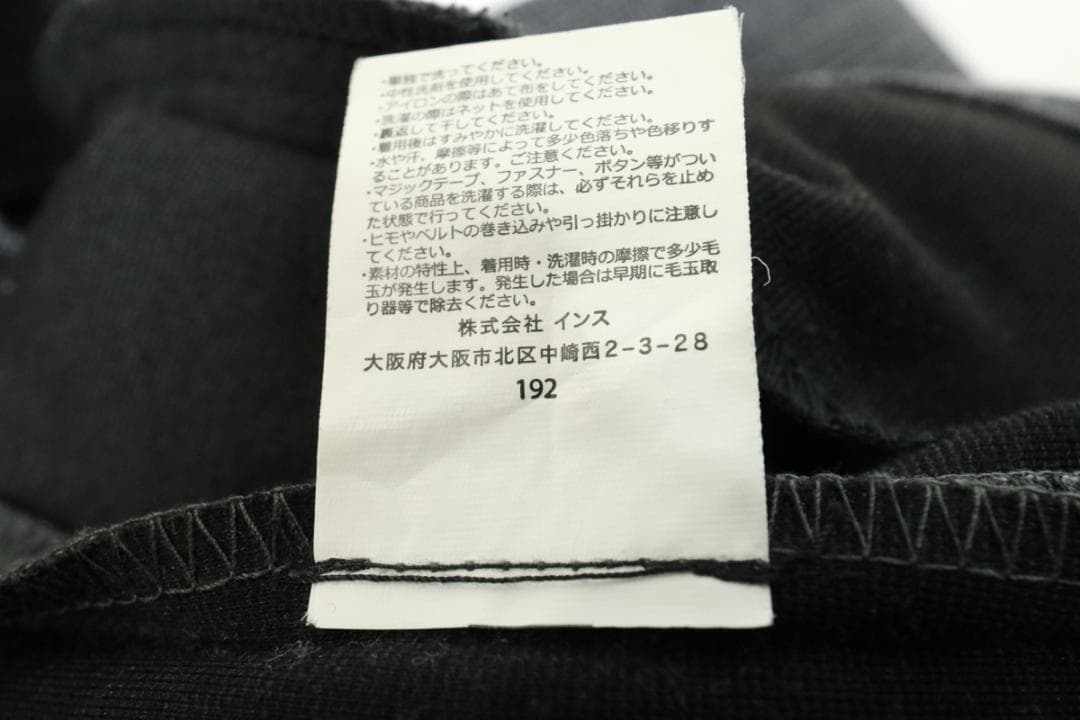 ・単独で洗ってください。
・中性洗剤を使用してください。
・アイロンの際はあて布をしてください。
・洗濯の際はネットを使用してください。
・裏返して干してください。
・着用後はすみやかに洗濯してください。
・水や汗、摩擦等によって多少色落ちや色移りす
ることがあります。ご注意ください。
・マジックテープ、ファスナー、ボタン等がつい
ている商品を洗濯する際は、必ずそれらを止め
た状態で行ってください。
・ヒモやベルトの巻き込みや引っ掛かりに注意し
てください。
・素材の特性上、着用時・洗濯時の摩擦で多少毛
玉が発生します。発生した場合は早期に毛玉取
り器等で除去ください。
株式会社 インス
大阪府大阪市北区中崎西2-3-28
192